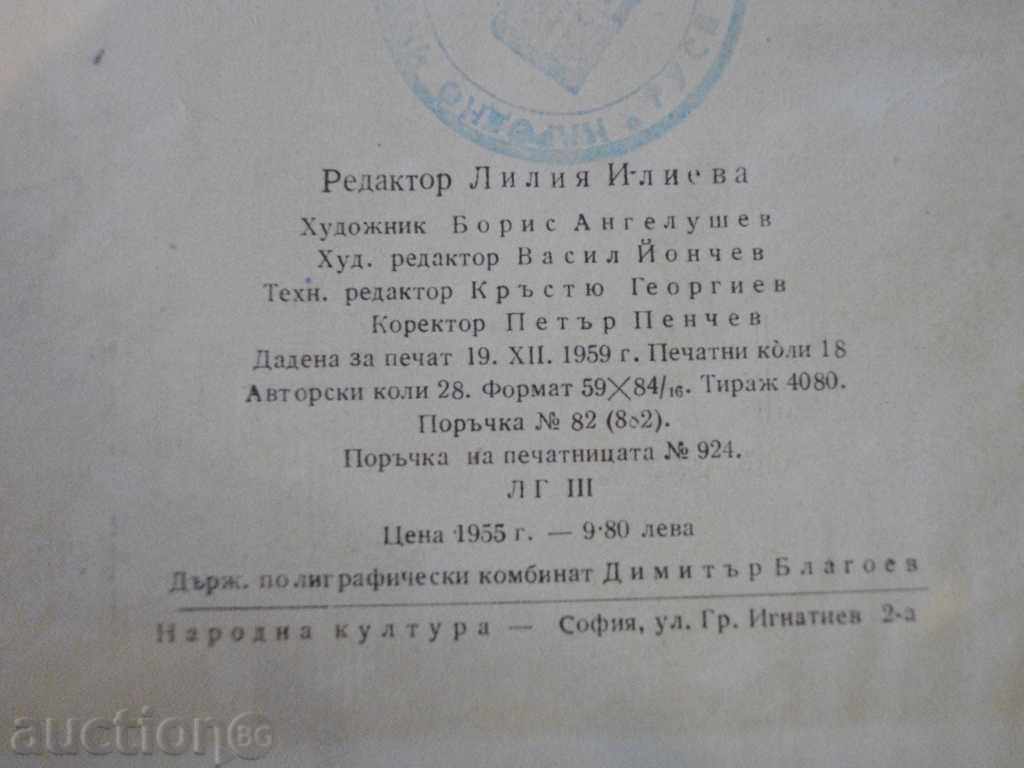 Редактор Лилия Илиева
Художник Борис Ангелушев
Худ. редактор Васил Йончев
Техн. редактор Кръстю Георгиев
Коректор Петър Пенчев
Дадена за печат 19. XII. 1959 г. Печатни коли 18
Авторски коли 28. Формат 59×84/16. Тираж 4080.
Поръчка № 82 (802).
Поръчка на печатницата № 924.
ЛГ III
Цена 1955 г. — 9·80 лева
Държ. полиграфически комбинат Димитър Благоев
Народна култура — София, ул. Гр. Игнатиев 2-а
auction BG